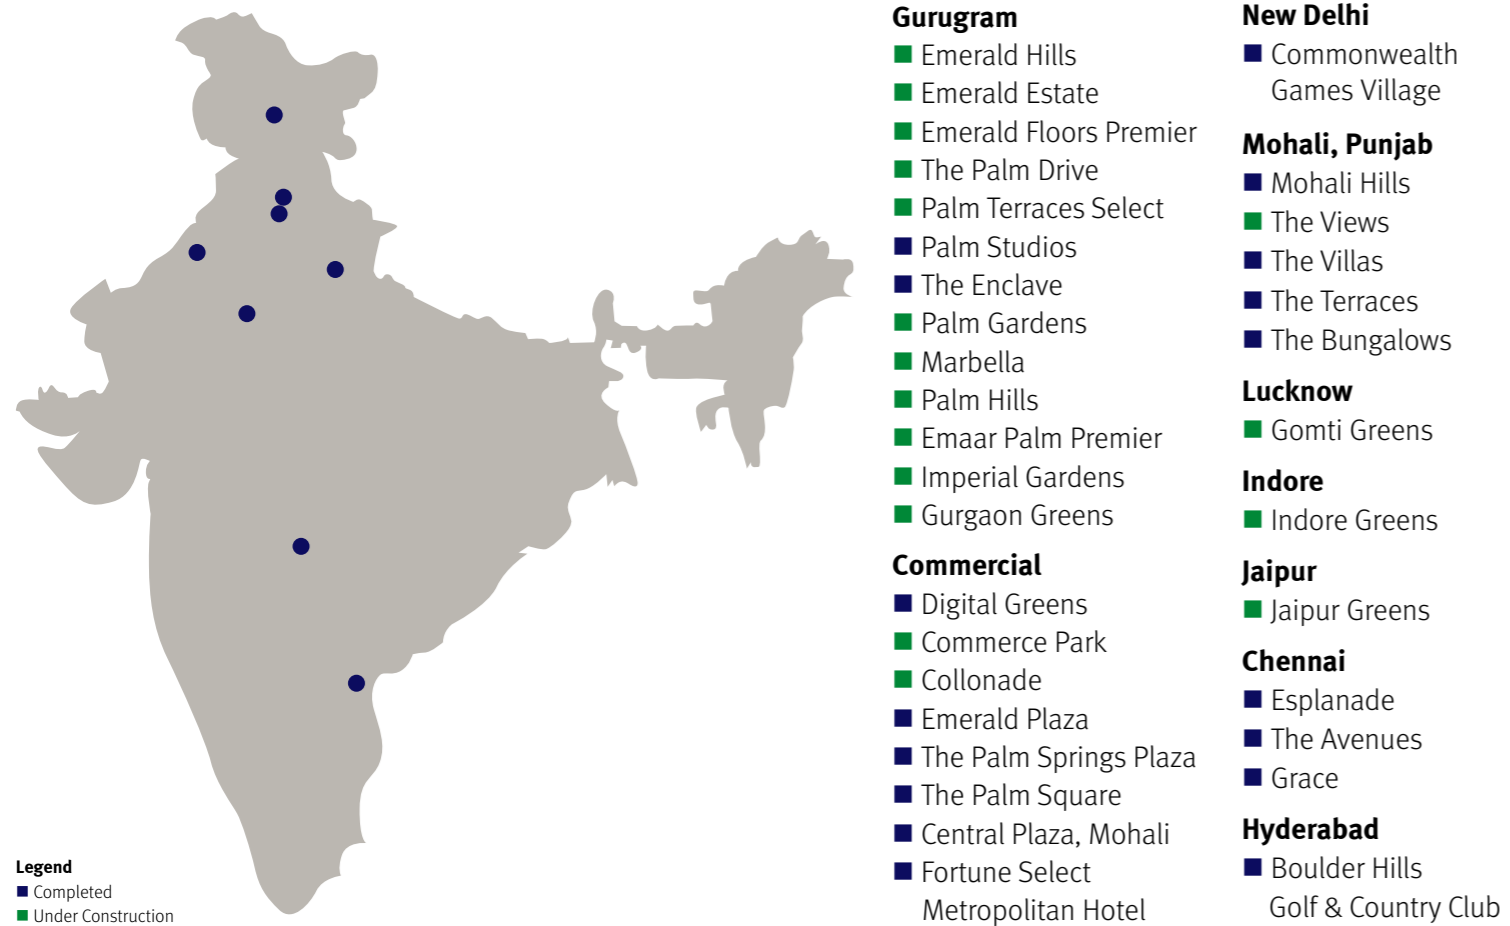 Gurugram
Emerald Hills
Emerald Estate
Emerald Floors Premier
The Palm Drive
Palm Terraces Select
Palm Studios
The Enclave
Palm Gardens
Marbella
Palm Hills
Emaar Palm Premier
Imperial Gardens
Gurgaon Greens
Commercial
Digital Greens
Commerce Park
Collonade
Emerald Plaza
The Palm Springs Plaza
The Palm Square
Central Plaza, Mohali
Fortune Select
Metropolitan Hotel
New Delhi
Commonwealth
Games Village
Mohali, Punjab
Mohali Hills
The Views
The Villas
The Terraces
The Bungalows
Lucknow
Gomti Greens
Indore
Indore Greens
Jaipur
Jaipur Greens
Chennai
Esplanade
The Avenues
Grace
Hyderabad
Boulder Hills
Golf & Country Club
Legend
Completed
Under Construction